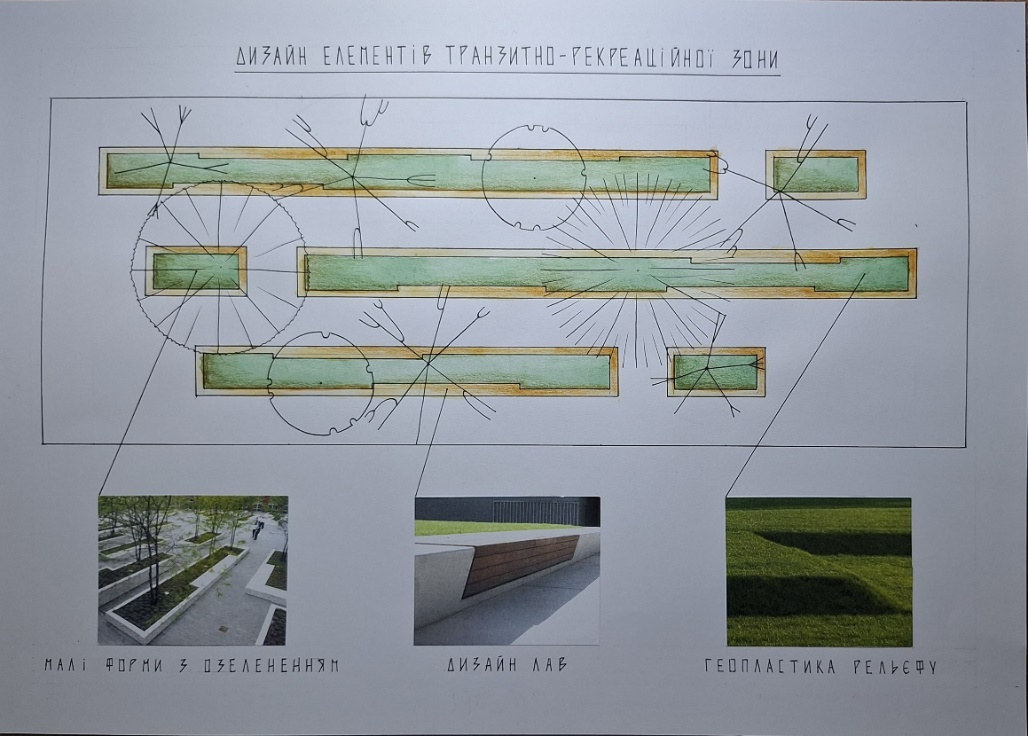 ДИЗАЙН ЕЛЕМЕНТІВ ТРАНЗИТНО-РЕКРЕАЦІЙНОЇ ЗОНИ
МАЛІ ФОРМИ З ОЗЕЛЕНЕННЯМ
ДИЗАЙН ЛАВ
ГЕОПЛАСТИКА РЕЛЬЄФУ